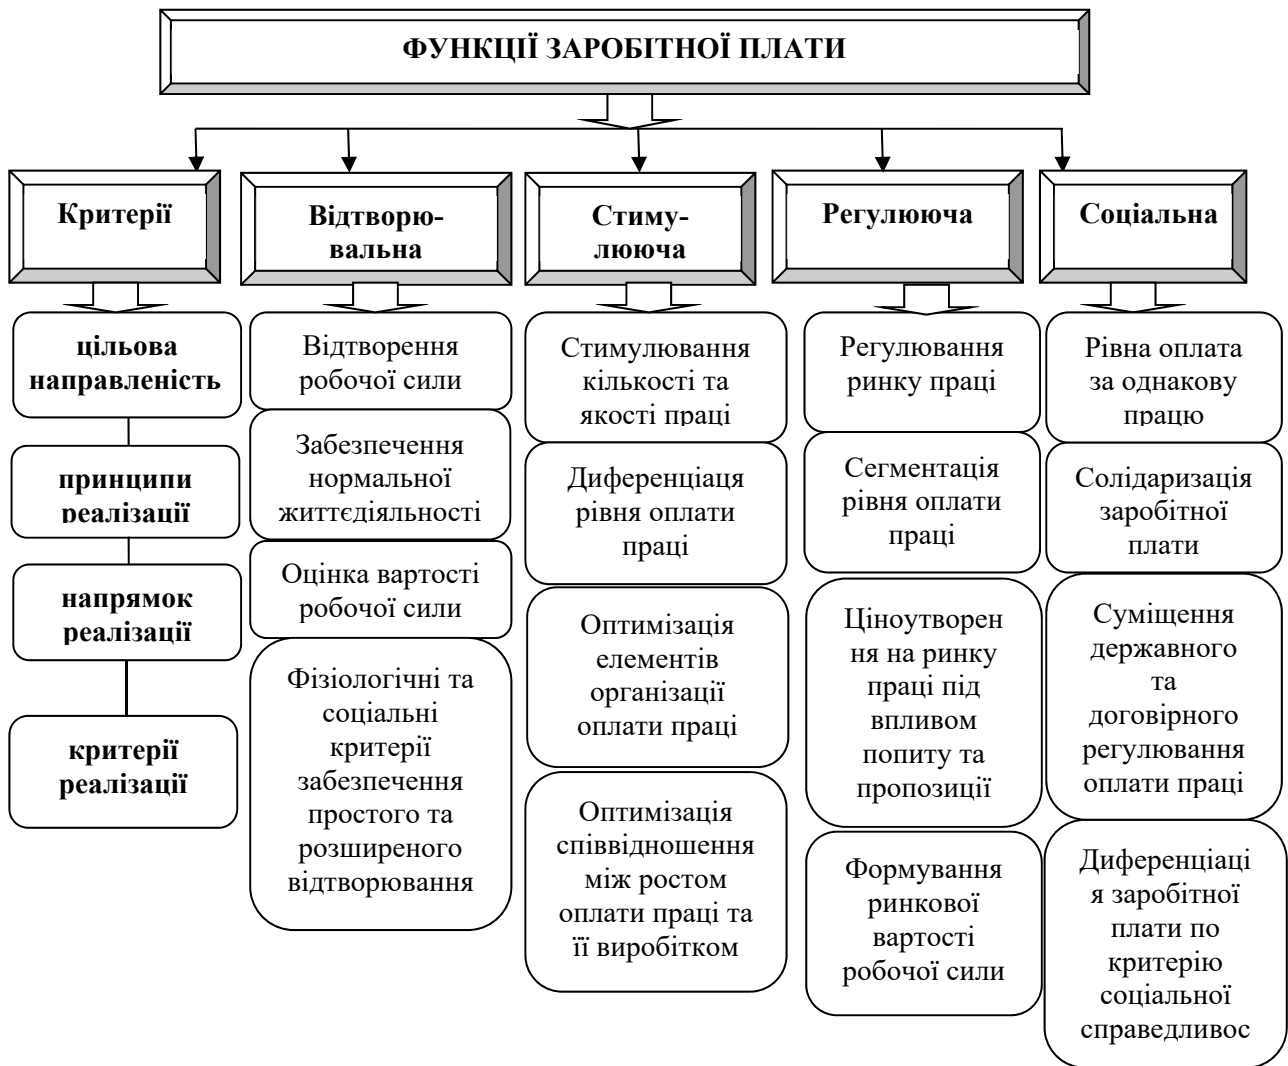 ФУНКЦІЇ ЗАРОБІТНОЇ ПЛАТИ
Критерії
цільова
направленість
принципи
реалізації
напрямок
реалізації
критерії
реалізації
Відтворю-
вальна
Відтворення
робочої сили
Забезпечення
нормальної
життєдіяльності
Оцінка вартості
робочої сили
Фізіологічні та
соціальні
критерії
забезпечення
простого та
розширеного
відтворювання
Стиму-
лююча
Стимулювання
кількості та
якості праці
Диференціаця
рівня оплати
праці
Оптимізація
елементів
організації
оплати праці
Оптимізація
співвідношення
між ростом
оплати праці та
її виробітком
Регулююча
Регулювання
ринку праці
Сегментація
рівня оплати
праці
Ціноутворен
ня на ринку
праці під
впливом
попиту та
пропозиції
Формування
ринкової
вартості
робочої сили
Соціальна
Рівна оплата
за однакову
працю
Солідаризація
заробітної
плати
Суміщення
державного
та
договірного
регулювання
оплати праці
Диференціаці
я заробітної
плати по
критерію
соціальної
справедливос